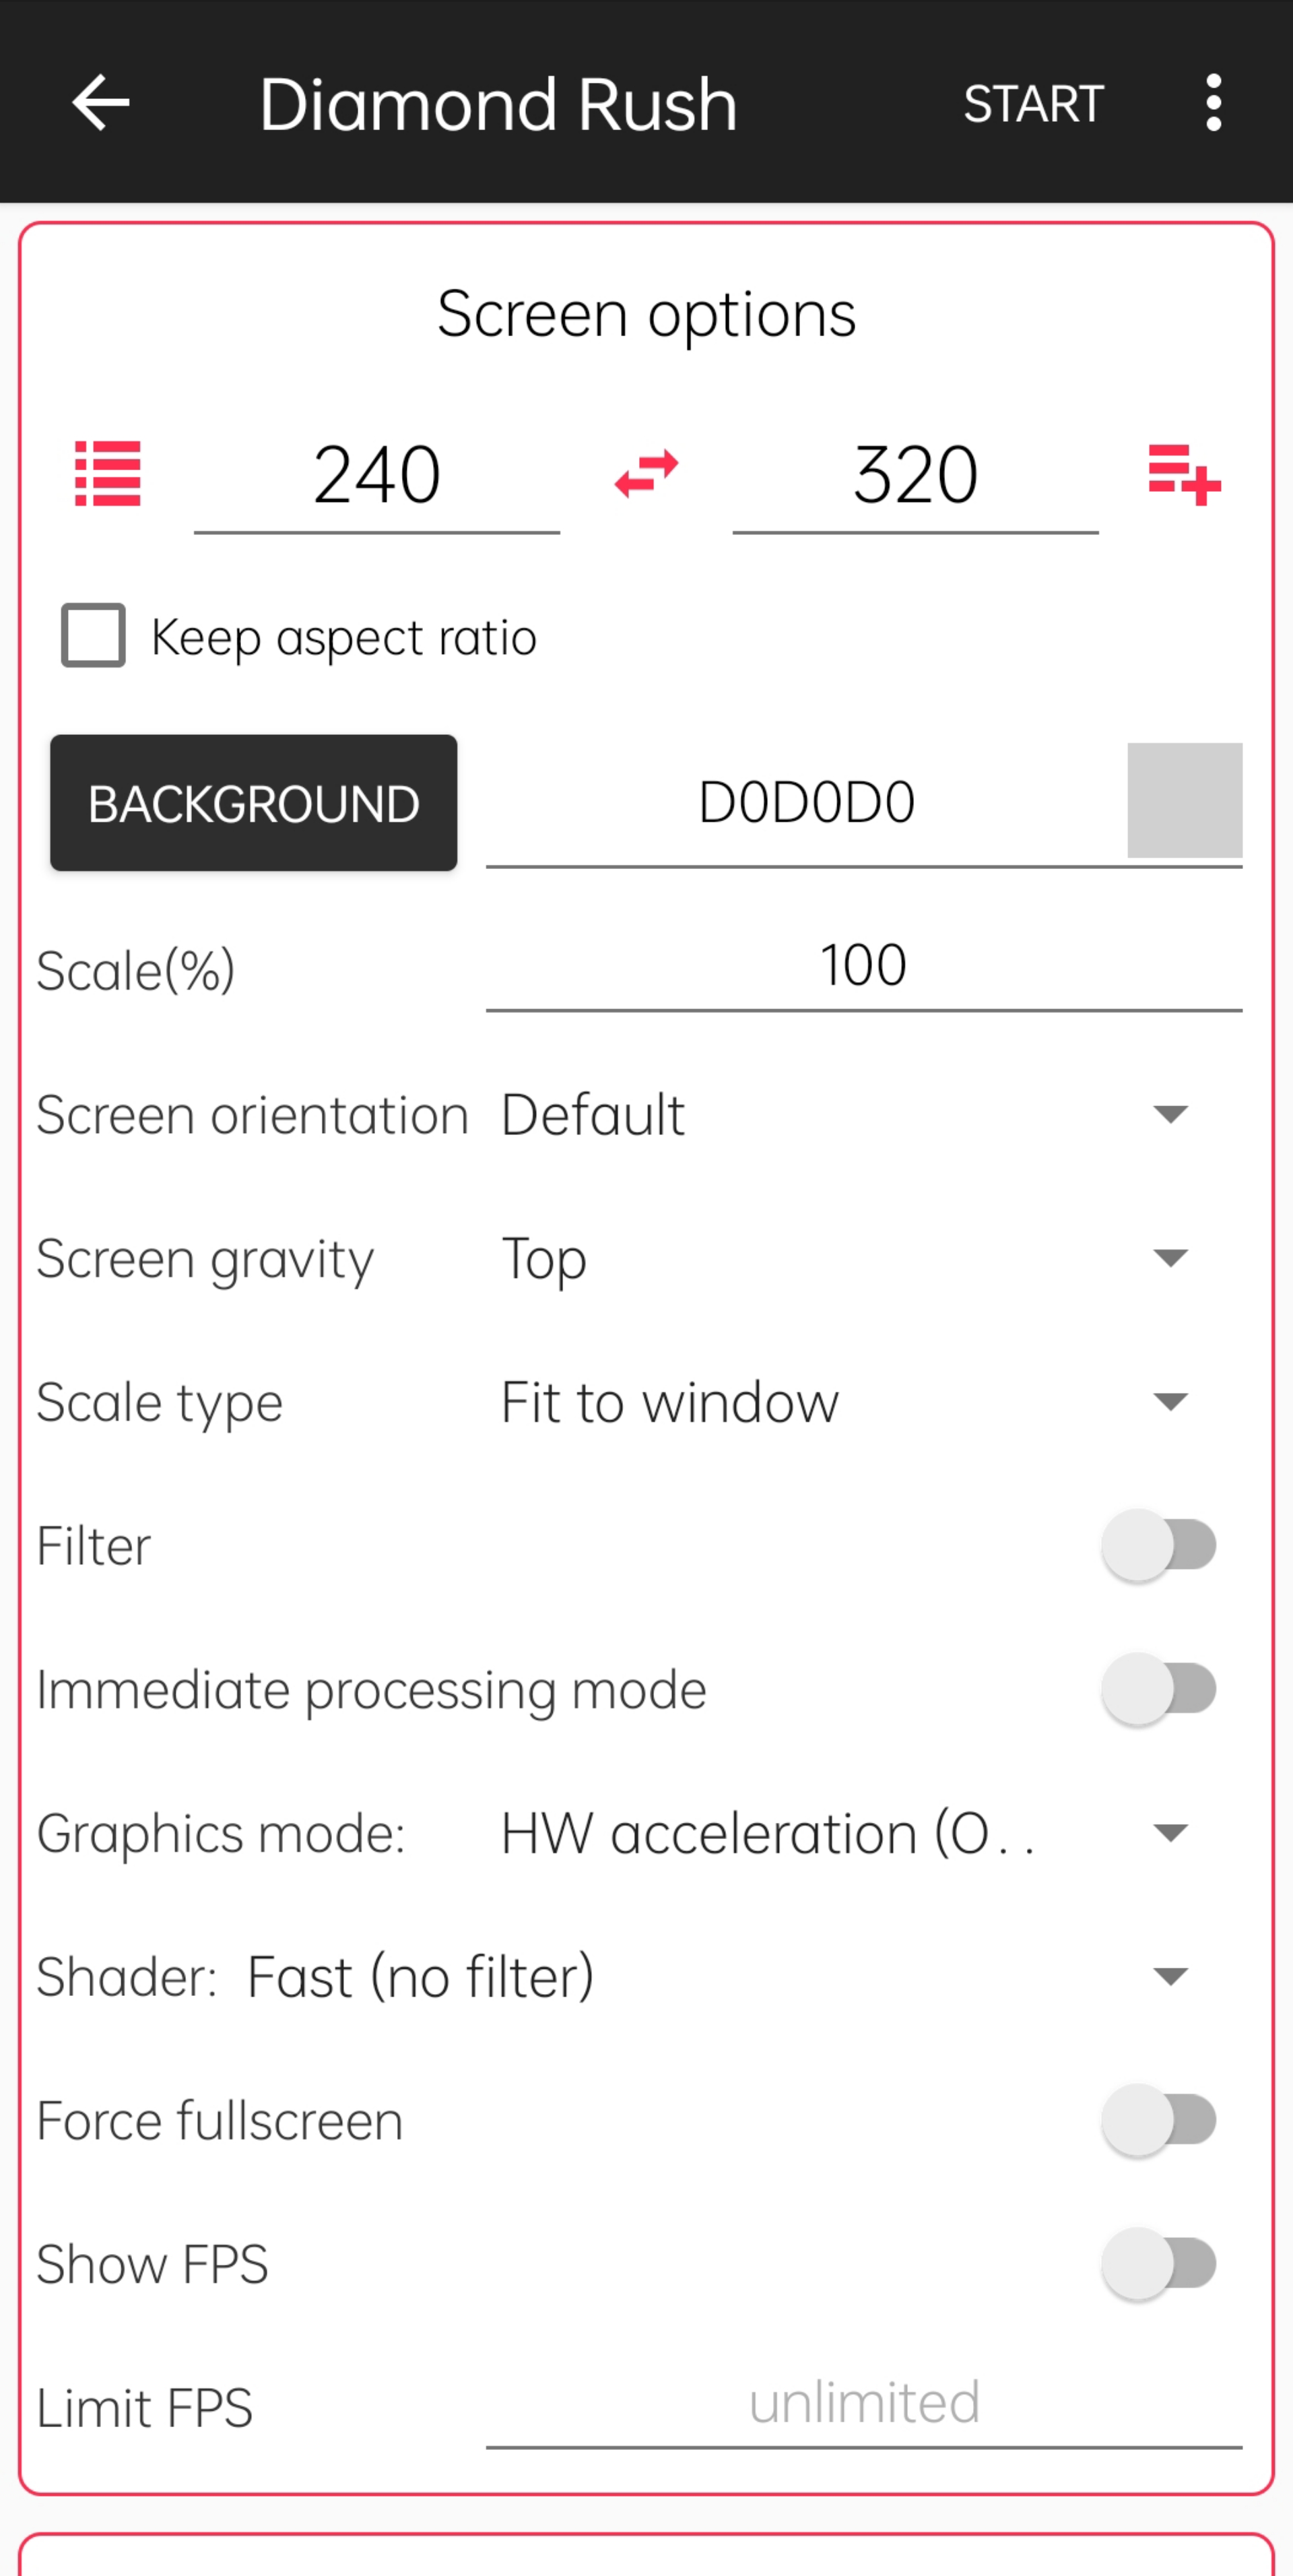 Diamond Rush START
Screen options
240 320
Keep aspect ratio
BACKGROUND D0D0D0
Scale(%) 100
Screen orientation Default
Screen gravity Top
Scale type Fit to window
Filter
Immediate processing mode
Graphics mode: HW acceleration (O..
Shader: Fast (no filter)
Force fullscreen
Show FPS
Limit FPS unlimited